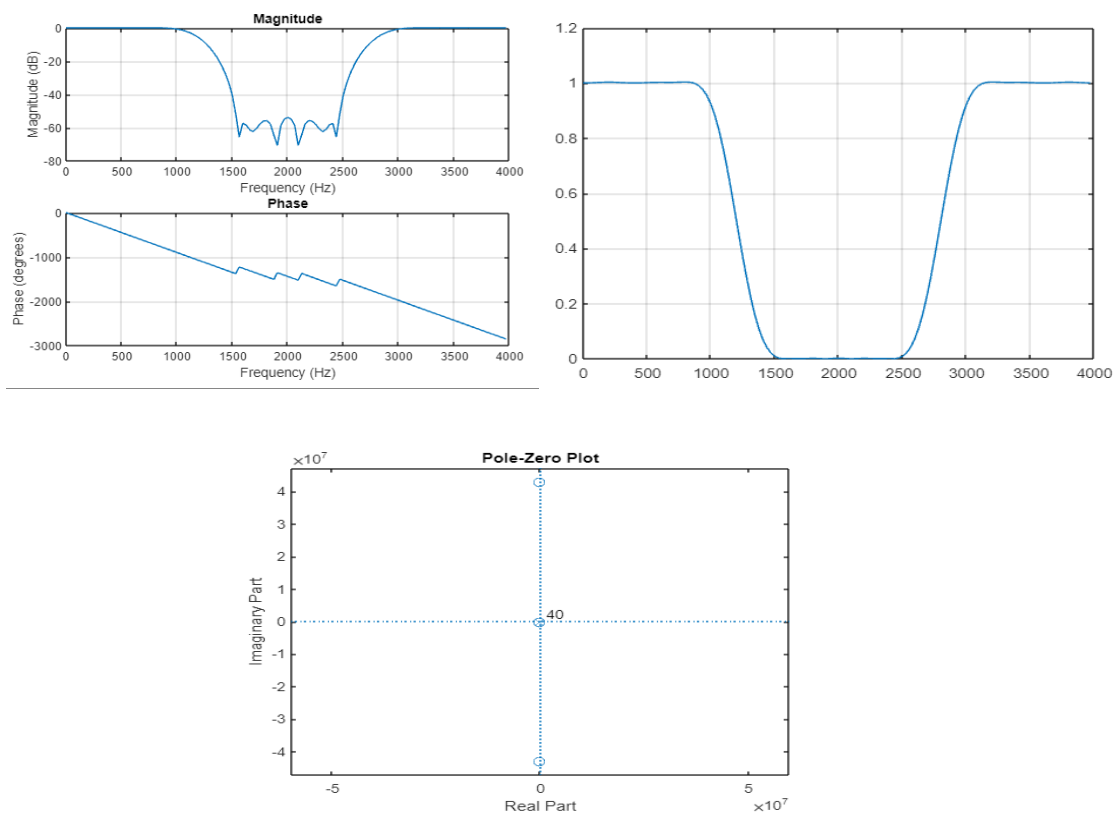 Magnitude
Magnitude (dB)
0
-20
-40
-60
-80
0 500 1000 1500 2000 2500 3000 3500 4000
Frequency (Hz)
Phase
Phase (degrees)
0
-1000
-2000
-3000
0 500 1000 1500 2000 2500 3000 3500 4000
Frequency (Hz)
1.2
1
0.8
0.6
0.4
0.2
0
0 500 1000 1500 2000 2500 3000 3500 4000
×10⁷
Pole-Zero Plot
Imaginary Part
4
3
2
1
0
-1
-2
-3
-4
40
-5 0 5
Real Part
×10⁷